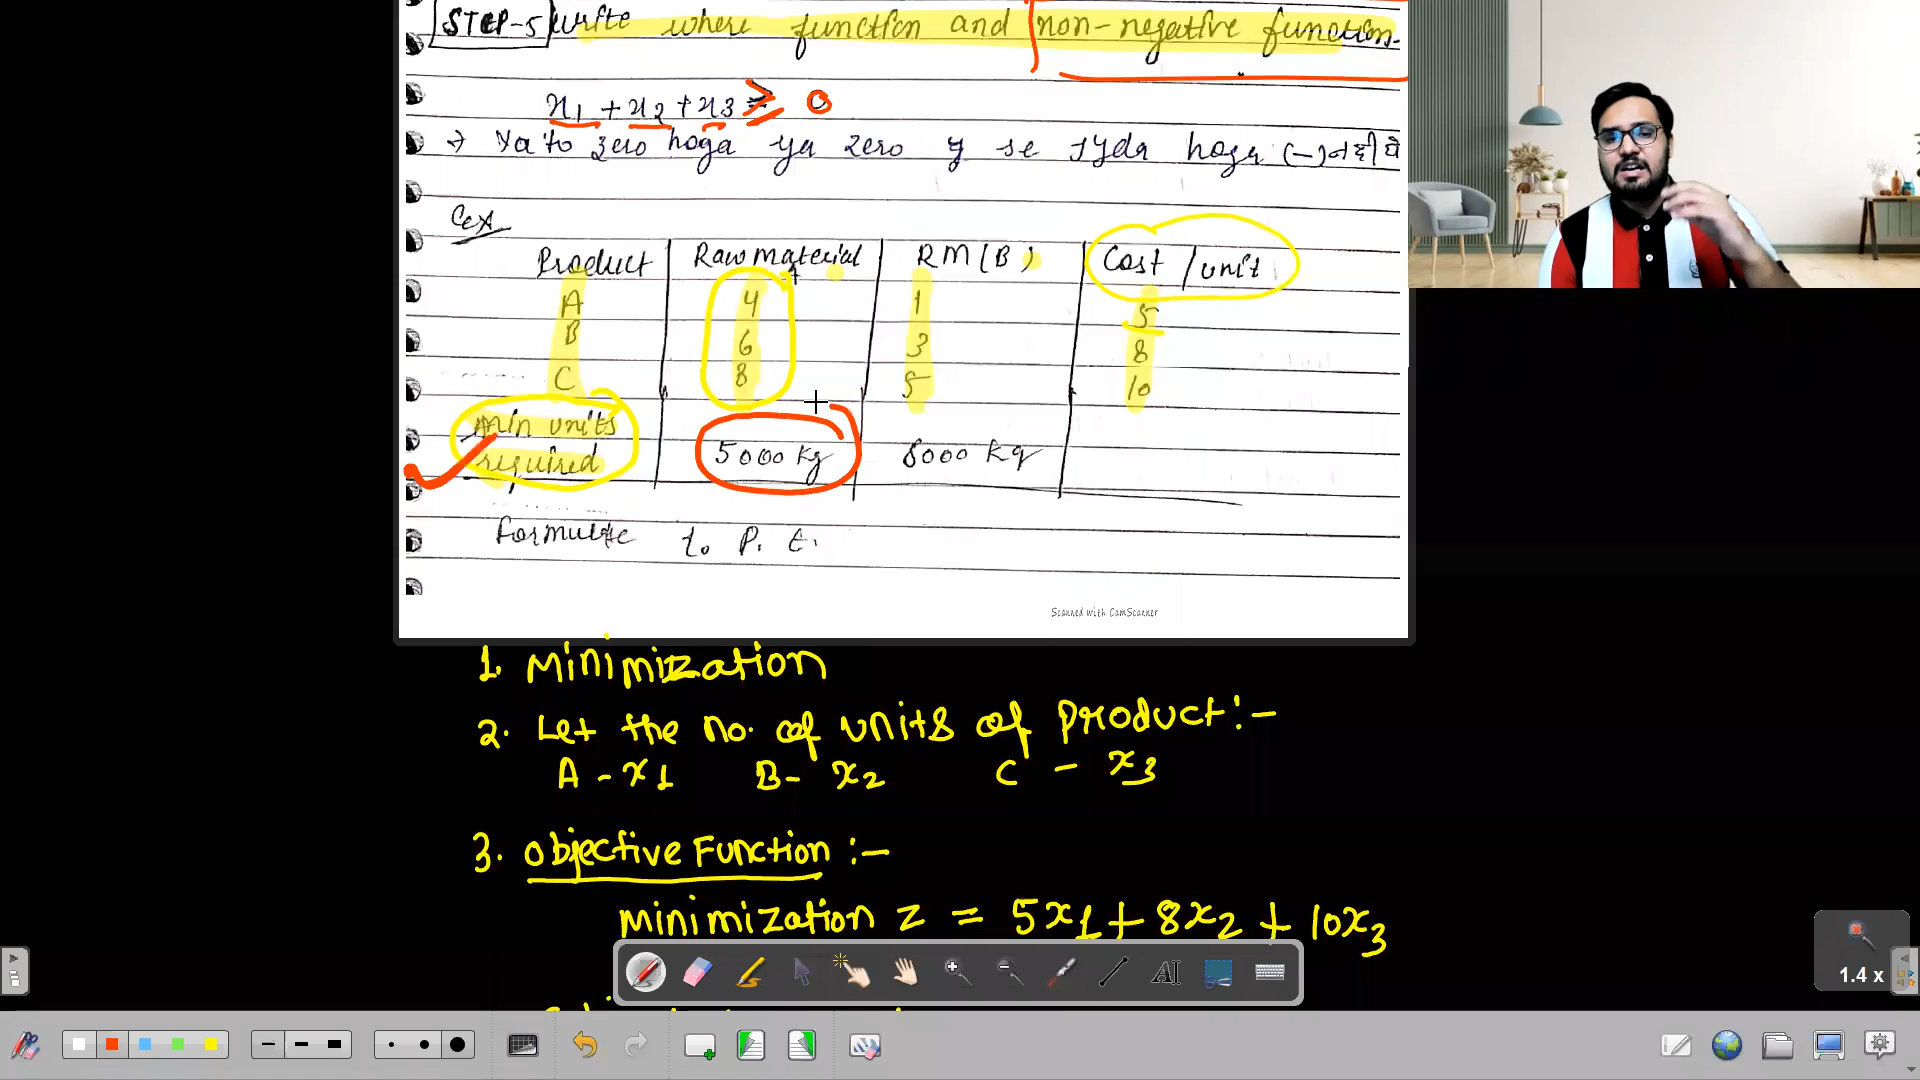 STEP-5 write where function and non-negative function.
x1 + x2 + x3 ≥ 0
→ Ya to zero hoga ya zero se jyda hoga (-) नही
Cex
Product Raw material A RM (B) Cost/unit
A 4 1 5
B 6 3 8
C 8 5 10
min units required 5000 kg 8000 kg
Formulate L. P. P.
Scanned with CamScanner
1. Minimization
2. Let the no. of units of Product :-
A - x1 B - x2 C - x3
3. Objective Function :-
minimization z = 5x1 + 8x2 + 10x3
AI
1.4 x